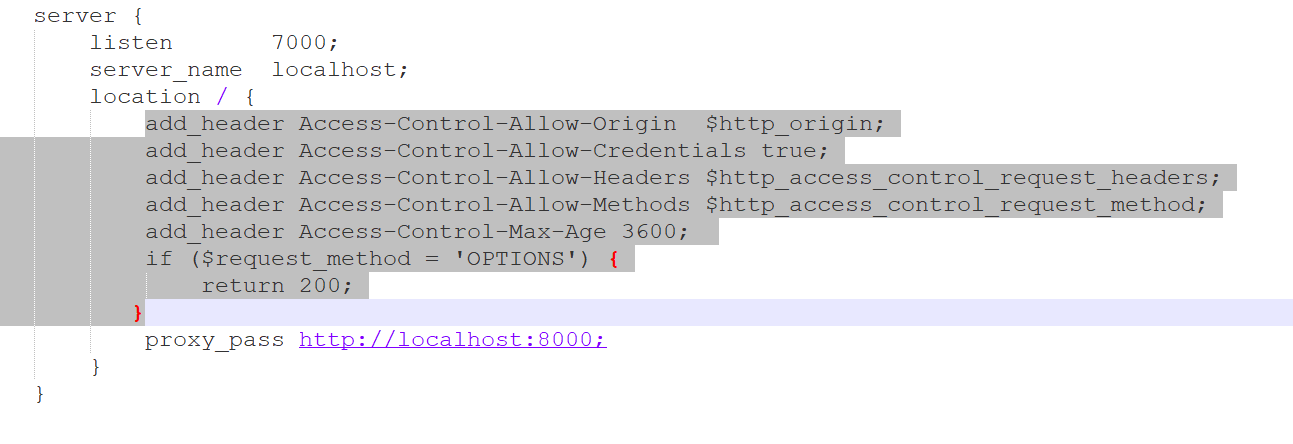 server {
    listen       7000;
    server_name  localhost;
    location / {
        add_header Access-Control-Allow-Origin  $http_origin;
        add_header Access-Control-Allow-Credentials true;
        add_header Access-Control-Allow-Headers $http_access_control_request_headers;
        add_header Access-Control-Allow-Methods $http_access_control_request_method;
        add_header Access-Control-Max-Age 3600;
        if ($request_method = 'OPTIONS') {
            return 200;
       }
        proxy_pass http://localhost:8000;
    }
}